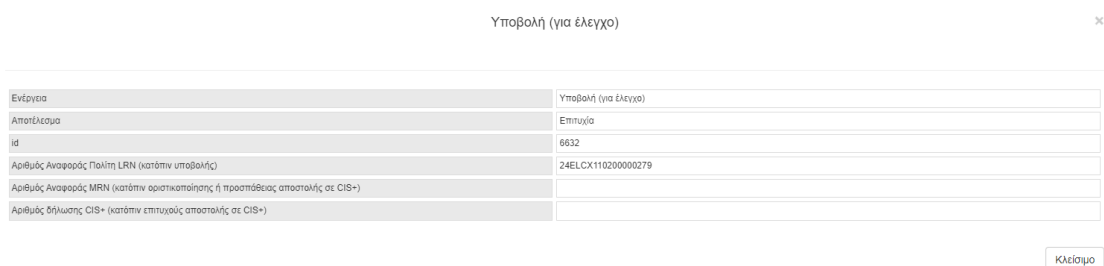 Υποβολή (για έλεγχο)
×
Ενέργεια Υποβολή (για έλεγχο)
Αποτέλεσμα Επιτυχία
id 6632
Αριθμός Αναφοράς Πολίτη LRN (κατόπιν υποβολής) 24ELCX110200000279
Αριθμός Αναφοράς MRN (κατόπιν οριστικοποίησης ή προσπάθειας αποστολής σε CIS+)
Αριθμός δήλωσης CIS+ (κατόπιν επιτυχούς αποστολής σε CIS+)
Κλείσιμο